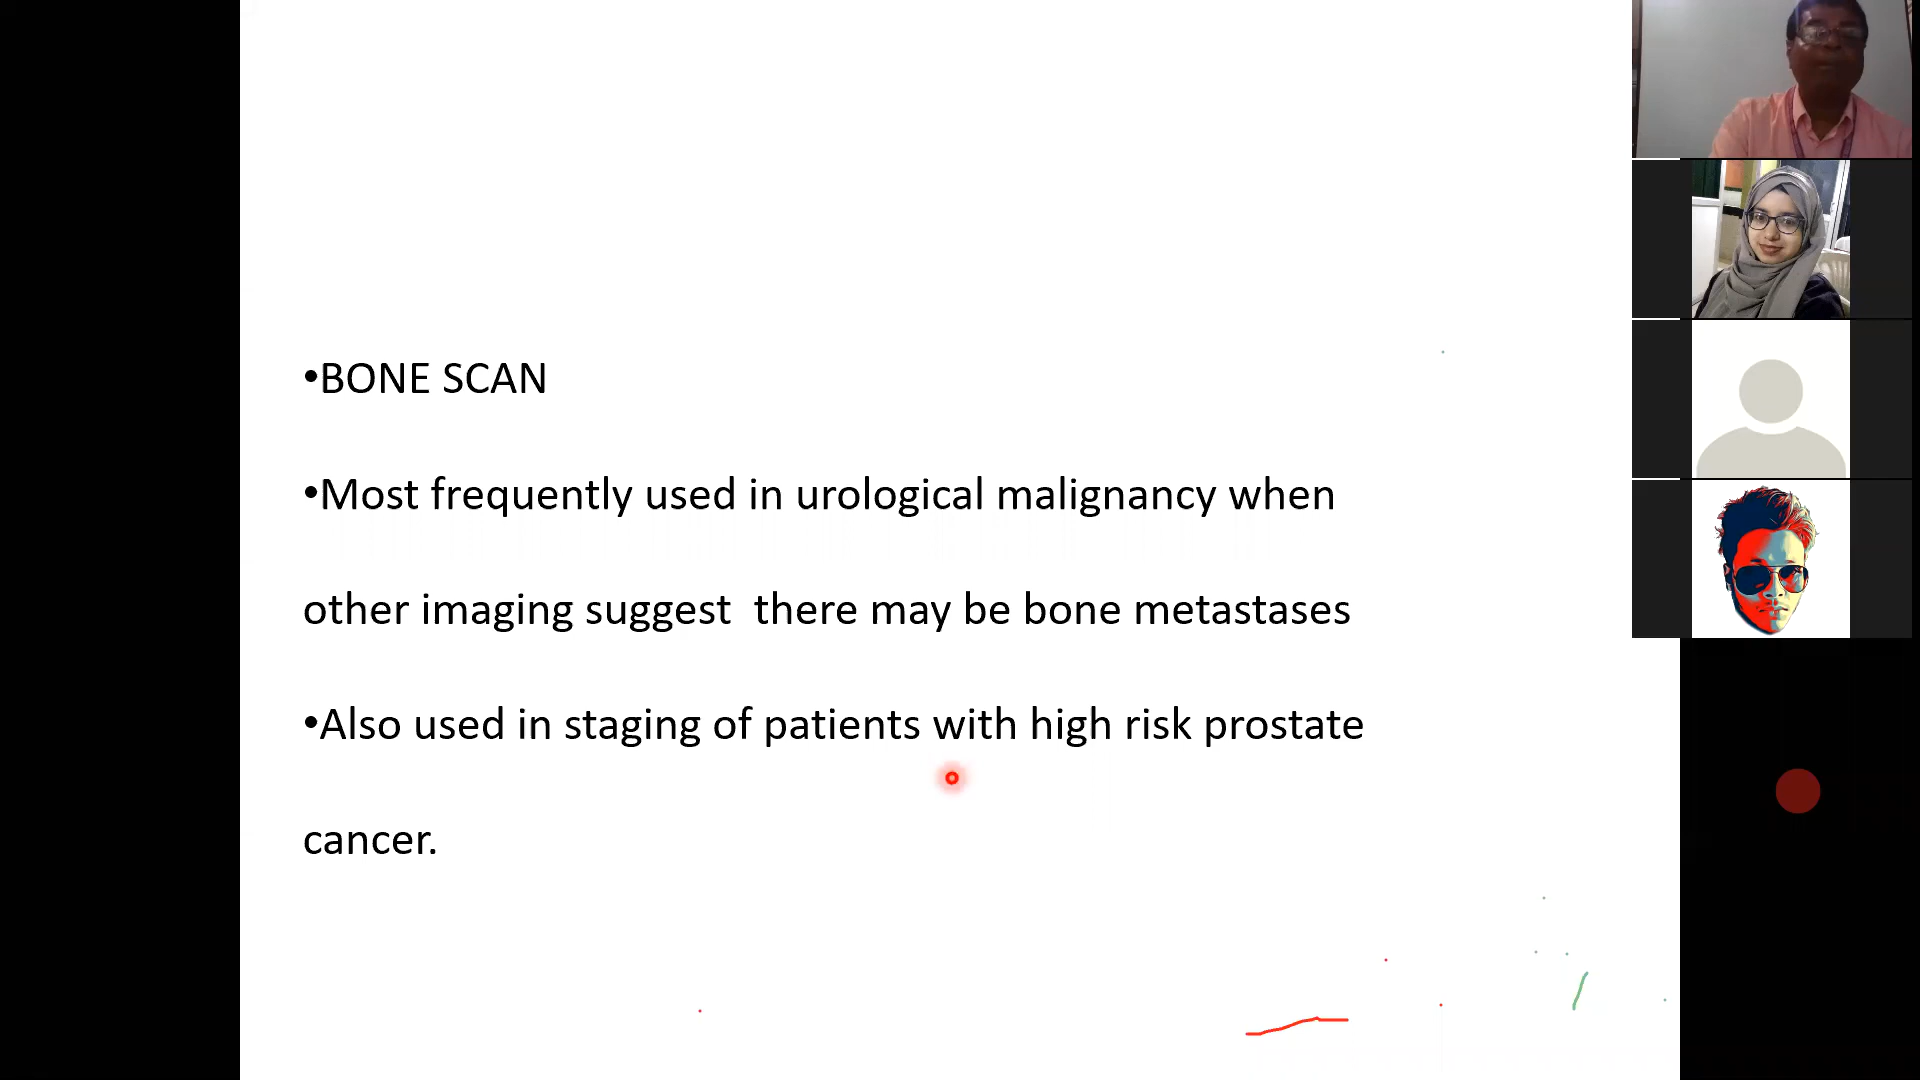 •BONE SCAN
•Most frequently used in urological malignancy when
other imaging suggest  there may be bone metastases
•Also used in staging of patients with high risk prostate
cancer.